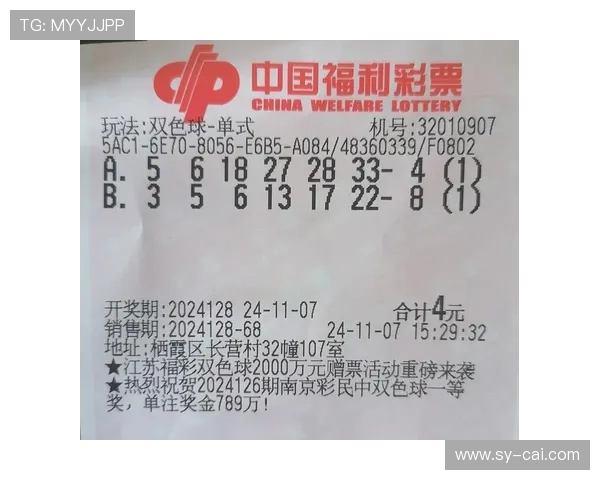 TG: MYYJJPP
中国福利彩票
CHINA WELFARE LOTTERY
玩法:双色球-单式 机号:32010907
5AC1-6E70-8056-E6B5-A084/48360339/F0802
A. 5 6 18 27 28 33- 4 (1)
B. 3 5 6 13 17 22- 8 (1)
开奖期:2024128 24-11-07 合计4元
销售期:2024128-68 24-11-07 15:29:32
地址:栖霞区长营村32幢107室
★江苏福彩双色球2000万元赠票活动重磅来袭
★热烈祝贺2024126期南京彩民中双色球一等
奖,单注奖金789万!
www.sy-cai.com